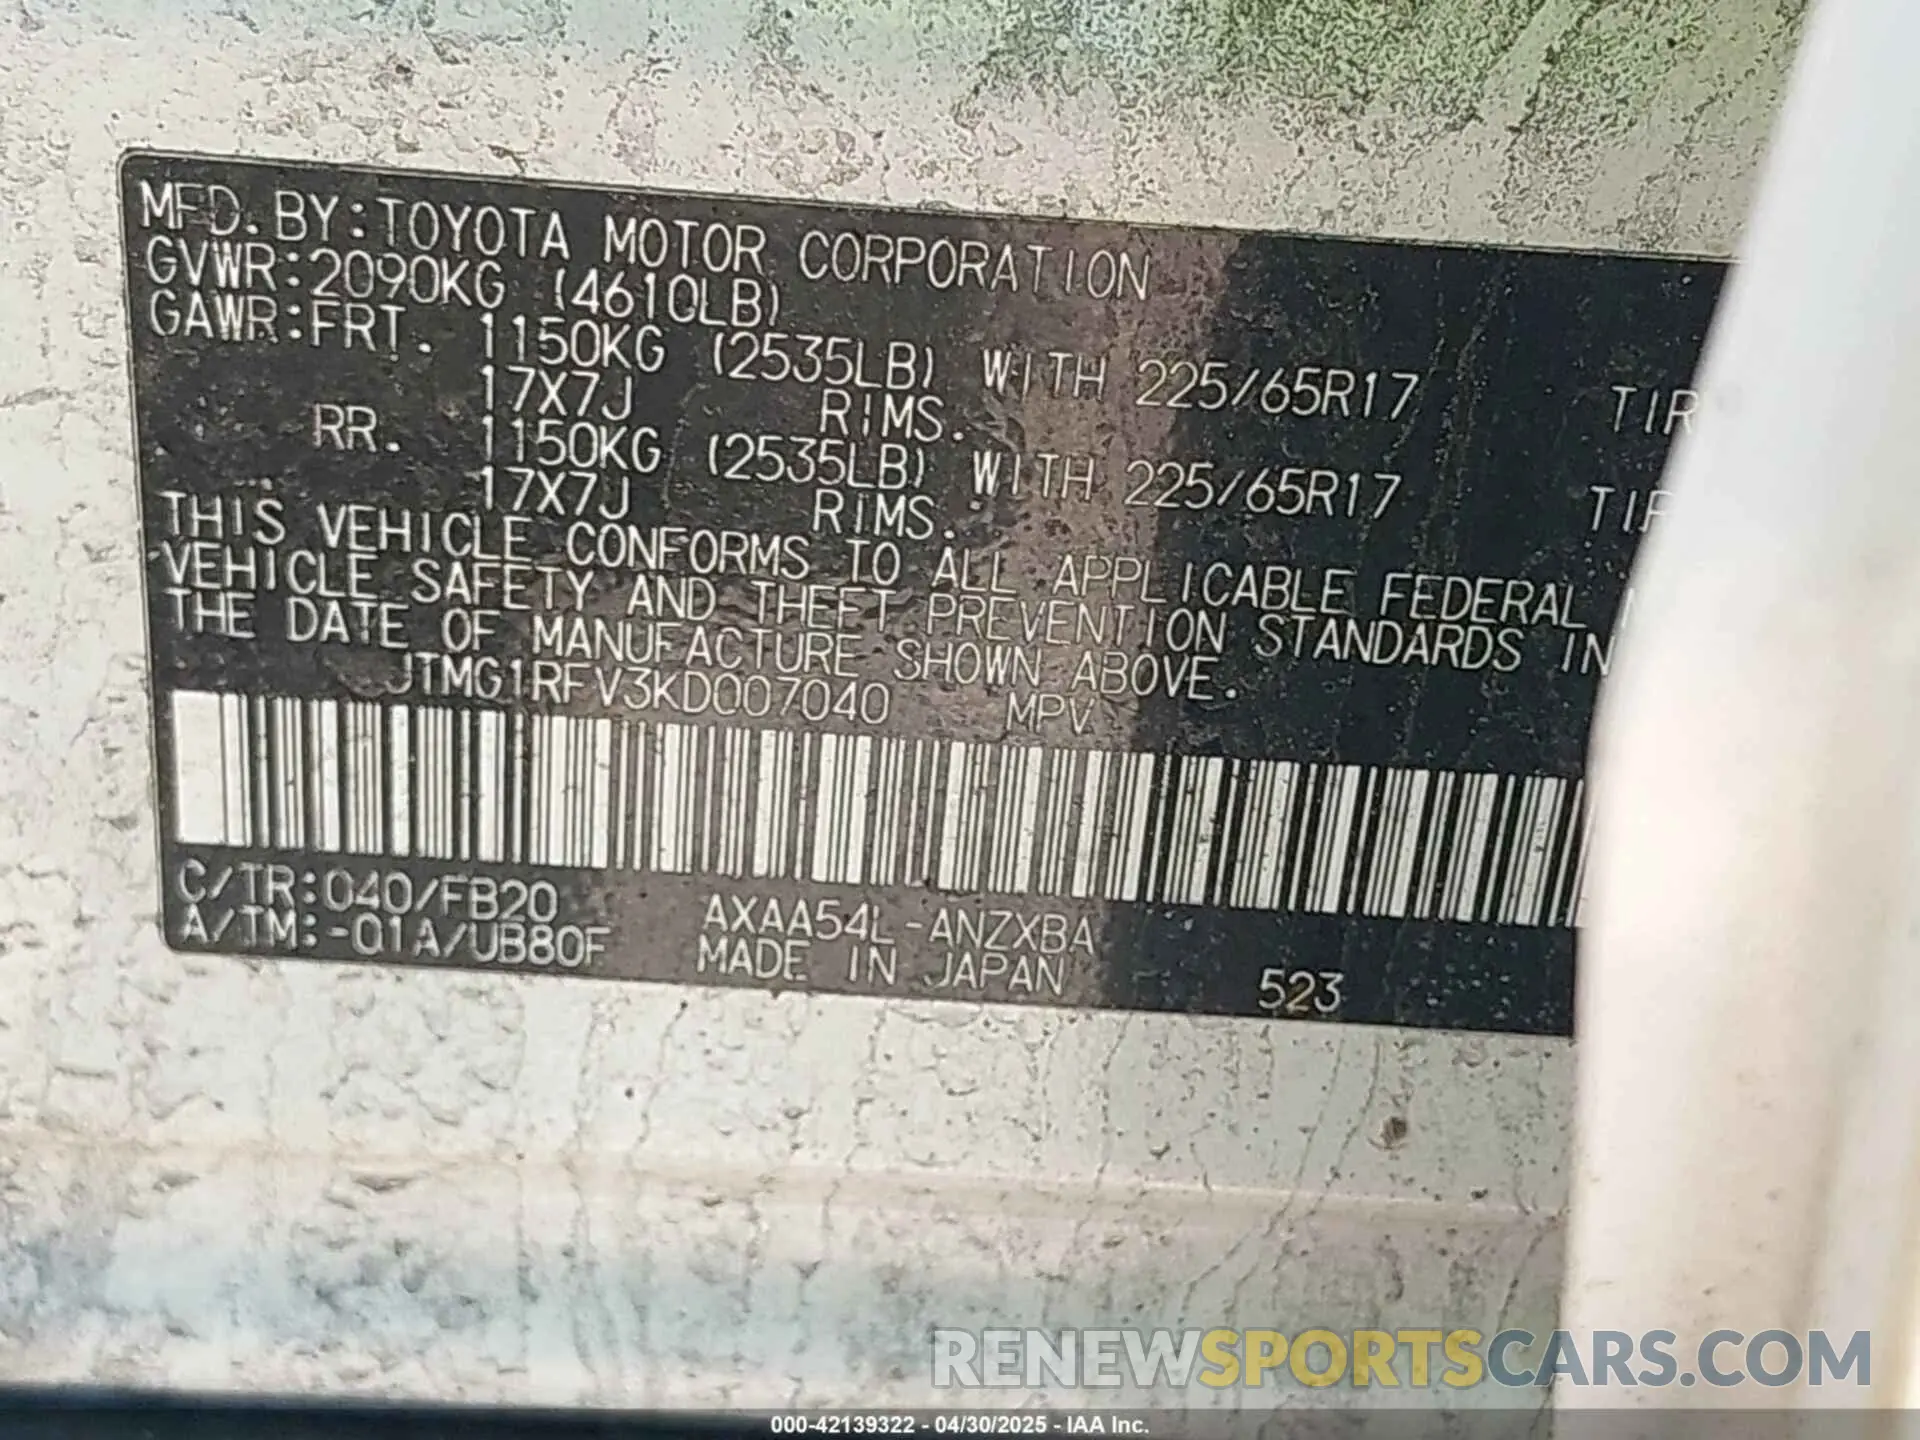 MFD. BY:TOYOTA MOTOR CORPORATION
GVWR:2090KG (4610LB)
GAWR:FRT. 1150KG (2535LB) WITH 225/65R17 TIR
17X7J RIMS.
RR. 1150KG (2535LB) WITH 225/65R17 TIR
17X7J RIMS.
THIS VEHICLE CONFORMS TO ALL APPLICABLE FEDERAL
VEHICLE SAFETY AND THEFT PREVENTION STANDARDS IN
THE DATE OF MANUFACTURE SHOWN ABOVE.
JTMG1RFV3KD007040 MPV
C/TR:040/FB20 AXAA54L-ANZXBA
A/TM:-01A/UB80F MADE IN JAPAN 523
RENEWSPORTSCARS.COM
000-42139322 - 04/30/2025 - IAA Inc.